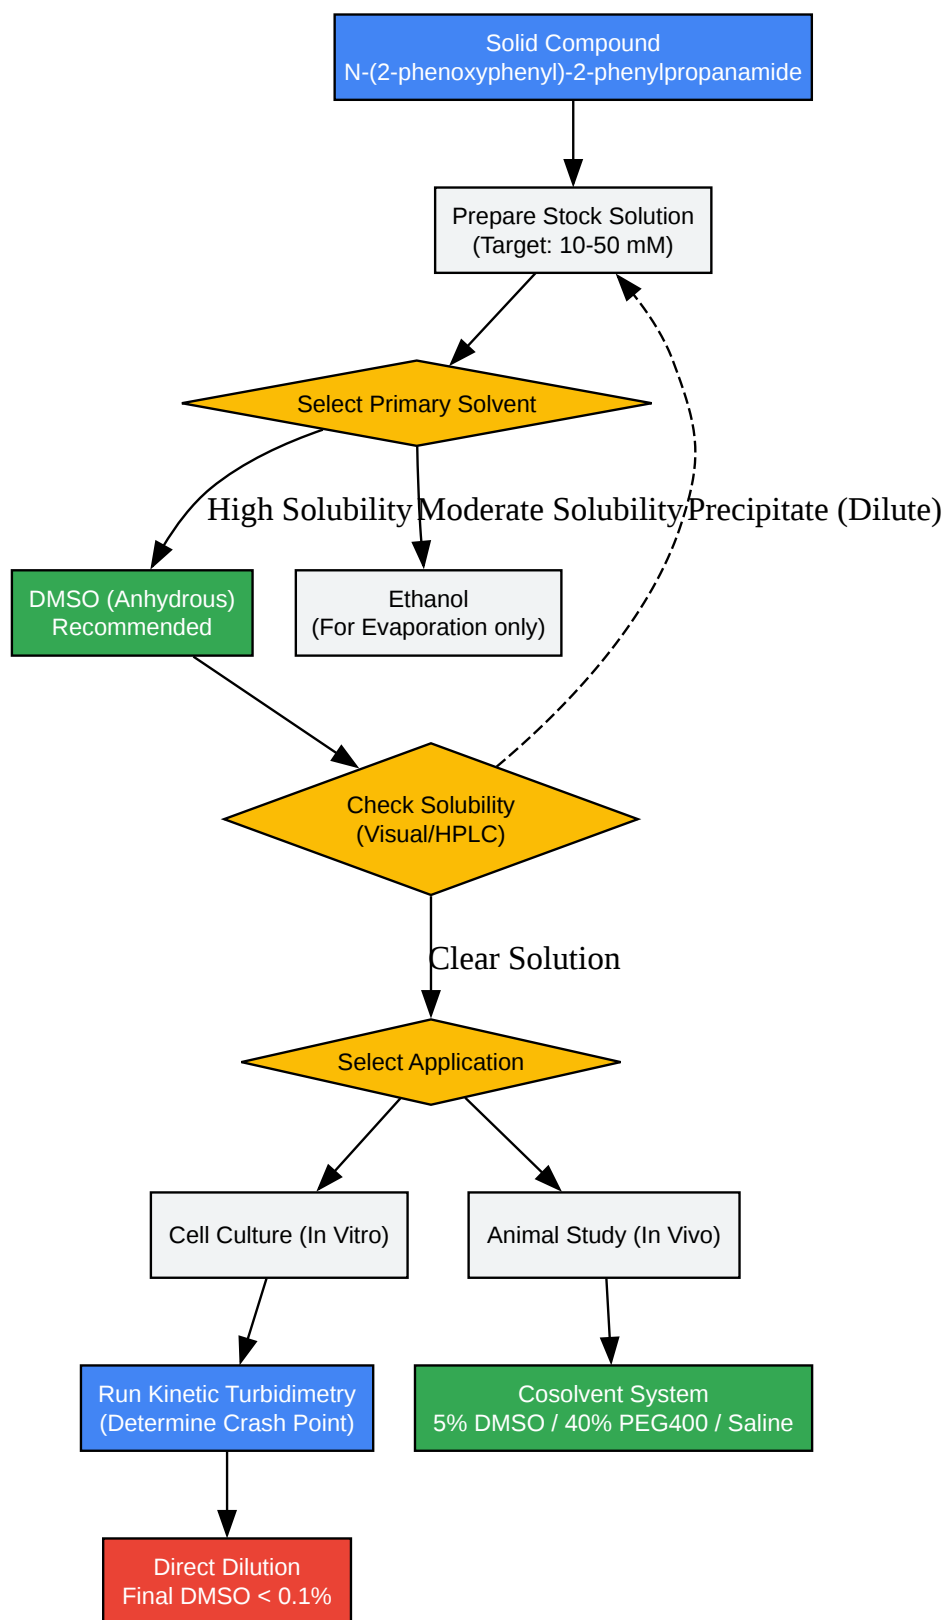 Solid Compound
N-(2-phenoxyphenyl)-2-phenylpropanamide
Prepare Stock Solution
(Target: 10-50 mM)
Select Primary Solvent
High Solubility
Moderate Solubility
Precipitate (Dilute)
DMSO (Anhydrous)
Recommended
Ethanol
(For Evaporation only)
Check Solubility
(Visual/HPLC)
Clear Solution
Select Application
Cell Culture (In Vitro)
Animal Study (In Vivo)
Run Kinetic Turbidimetry
(Determine Crash Point)
Cosolvent System
5% DMSO / 40% PEG400 / Saline
Direct Dilution
Final DMSO < 0.1%